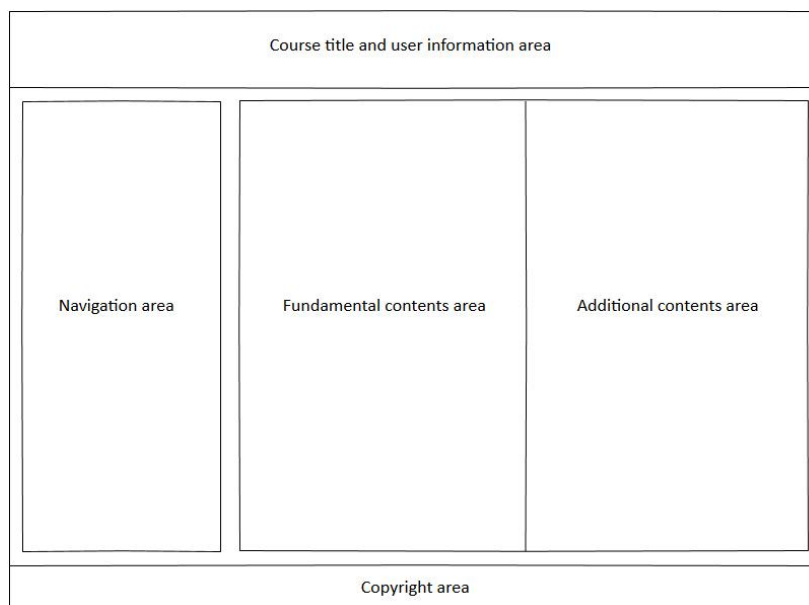 Course title and user information area
Navigation area
Fundamental contents area
Additional contents area
Copyright area